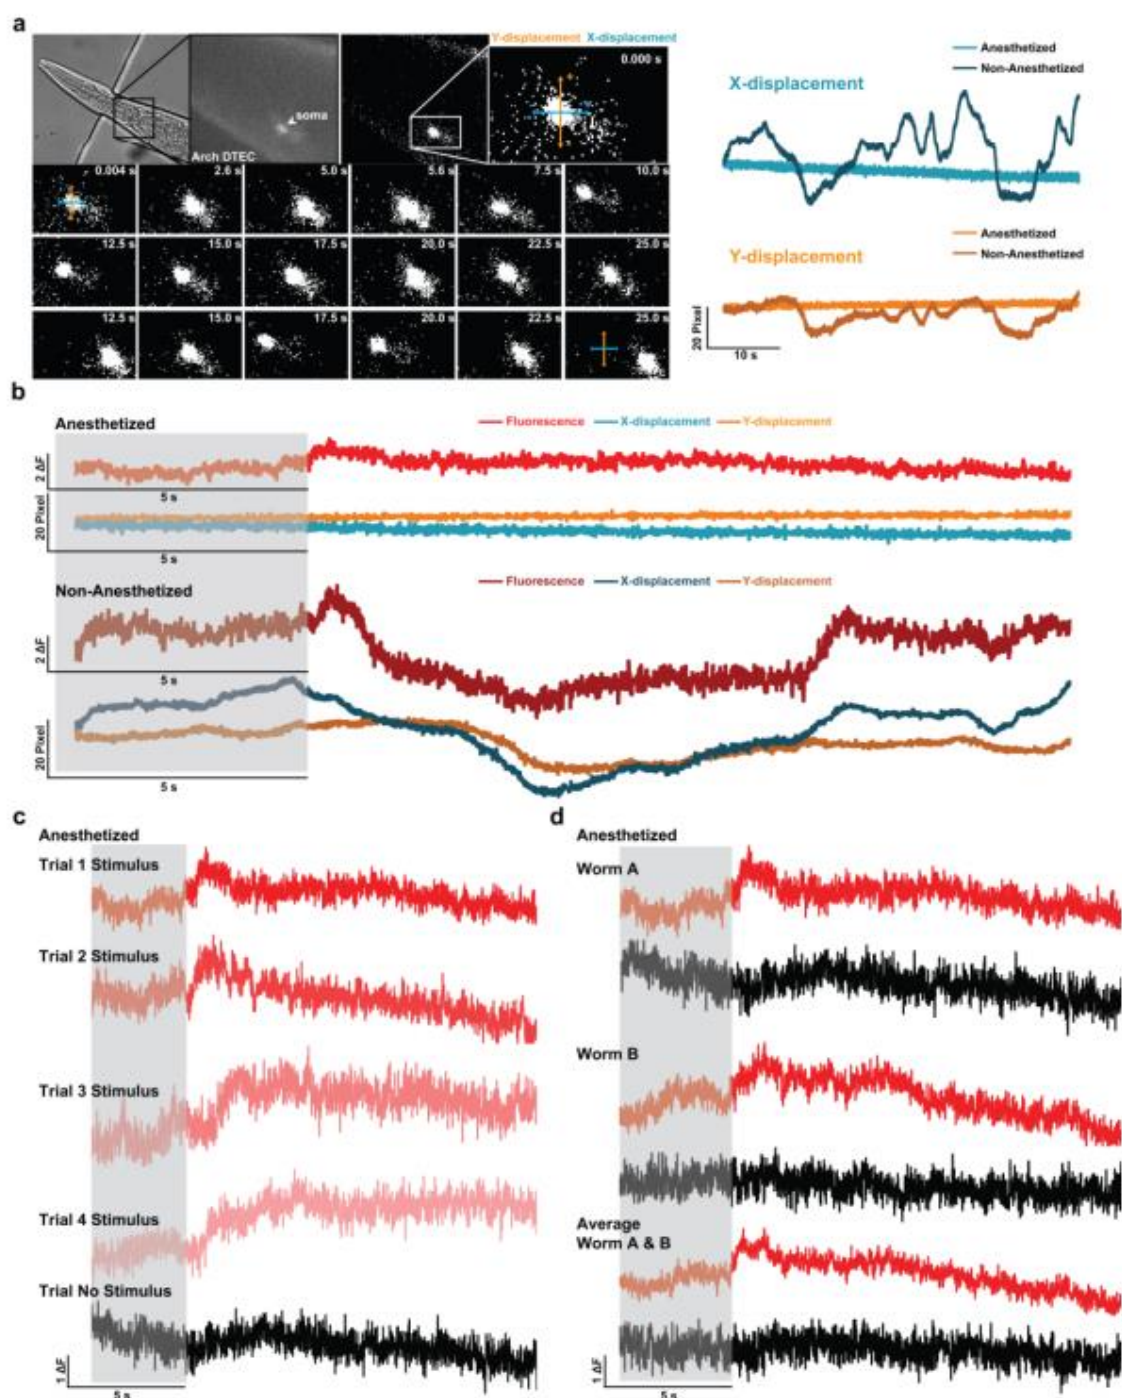 a
Y-displacement X-displacement
0.000 s
soma
Arch DTEC
0.004 s
2.6 s
5.0 s
5.6 s
7.5 s
10.0 s
12.5 s
15.0 s
17.5 s
20.0 s
22.5 s
25.0 s
12.5 s
15.0 s
17.5 s
20.0 s
22.5 s
25.0 s
Anesthetized
Non-Anesthetized
X-displacement
Anesthetized
Non-Anesthetized
Y-displacement
20 Pixel
10 s
b
Anesthetized
Fluorescence
X-displacement
Y-displacement
2 ΔF
5 s
20 Pixel
5 s
Non-Anesthetized
Fluorescence
X-displacement
Y-displacement
2 ΔF
5 s
20 Pixel
5 s
c
Anesthetized
Trial 1 Stimulus
Trial 2 Stimulus
Trial 3 Stimulus
Trial 4 Stimulus
Trial No Stimulus
1 ΔF
5 s
d
Anesthetized
Worm A
Worm B
Average
Worm A & B
1 ΔF
5 s